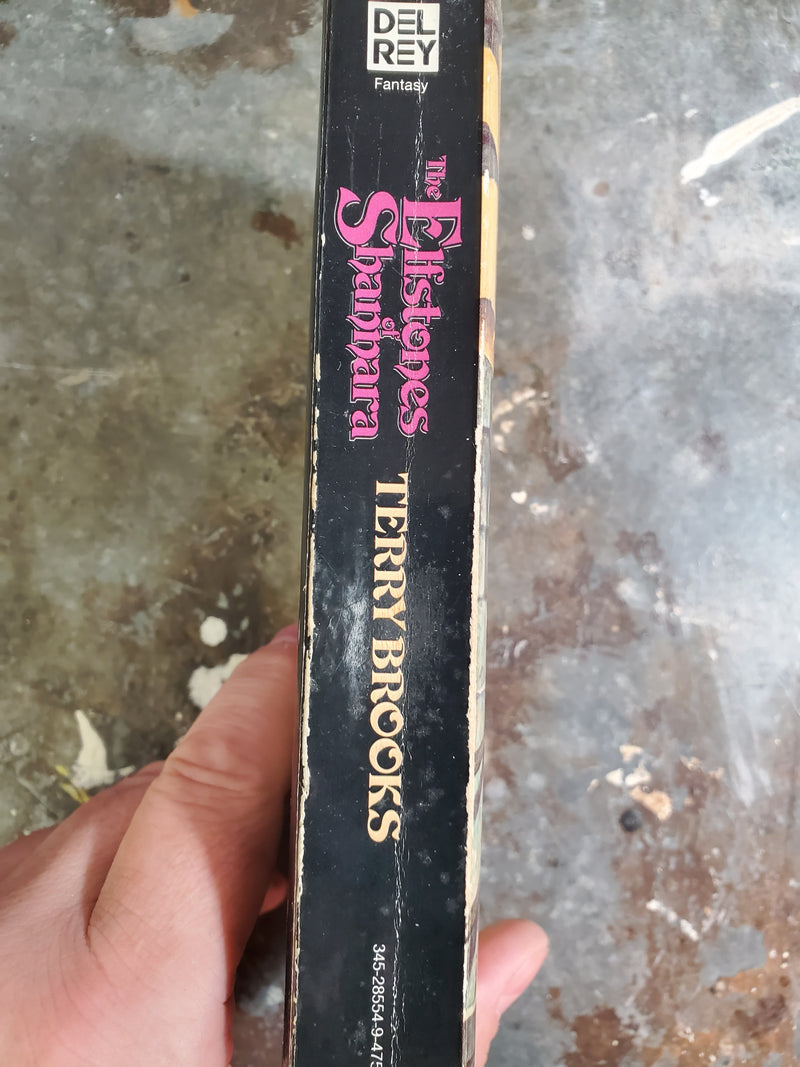 DEL
REY
Fantasy
The Elfstones
of
Shannara
TERRY BROOKS
345-28554-9-475